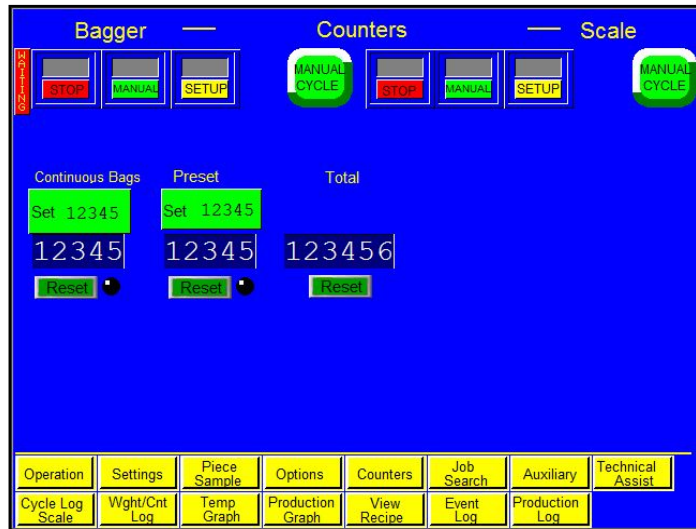 Bagger — Counters — Scale
WAITING
STOP MANUAL SETUP MANUAL CYCLE STOP MANUAL SETUP MANUAL CYCLE
Continuous Bags Preset Total
Set 12345 Set 12345
12345 12345 123456
Reset Reset Reset
Operation Settings Piece Sample Options Counters Job Search Auxiliary Technical Assist
Cycle Log Scale Wght/Cnt Log Temp Graph Production Graph View Recipe Event Log Production Log